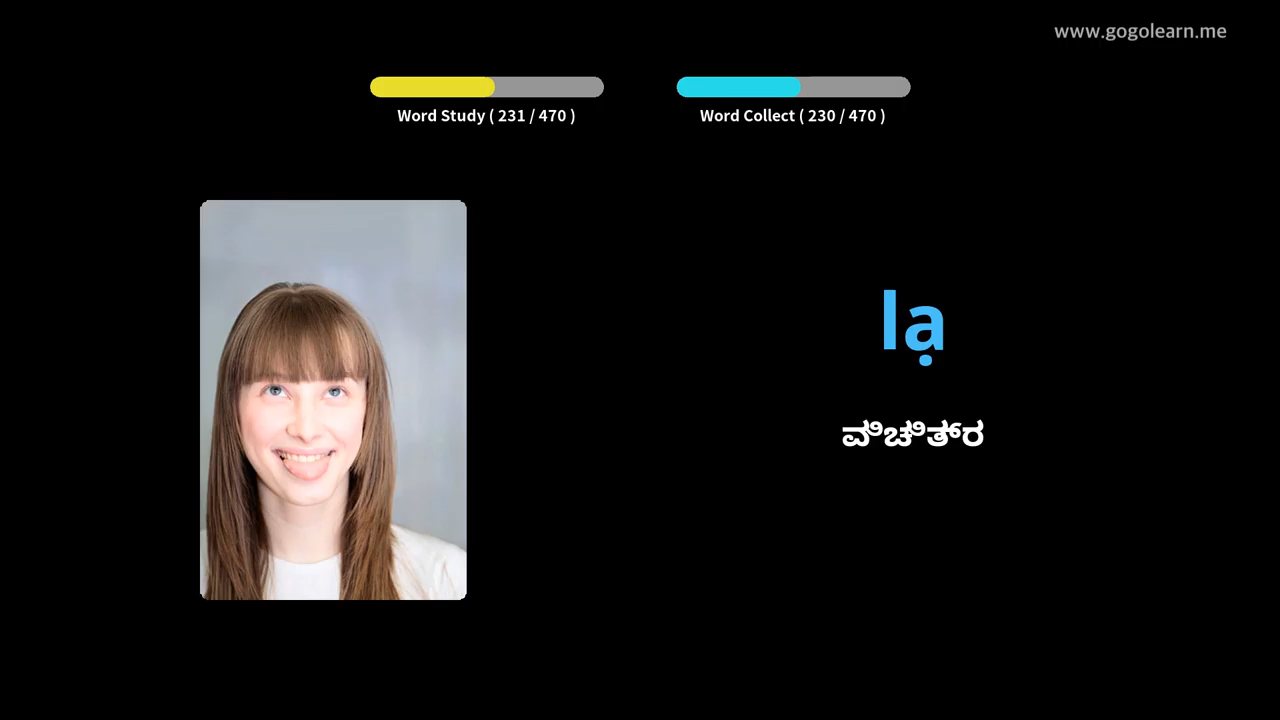 www.gogolearn.me
Word Study ( 231 / 470 )
Word Collect ( 230 / 470 )
lạ
ವಿಚಿತ್ರ